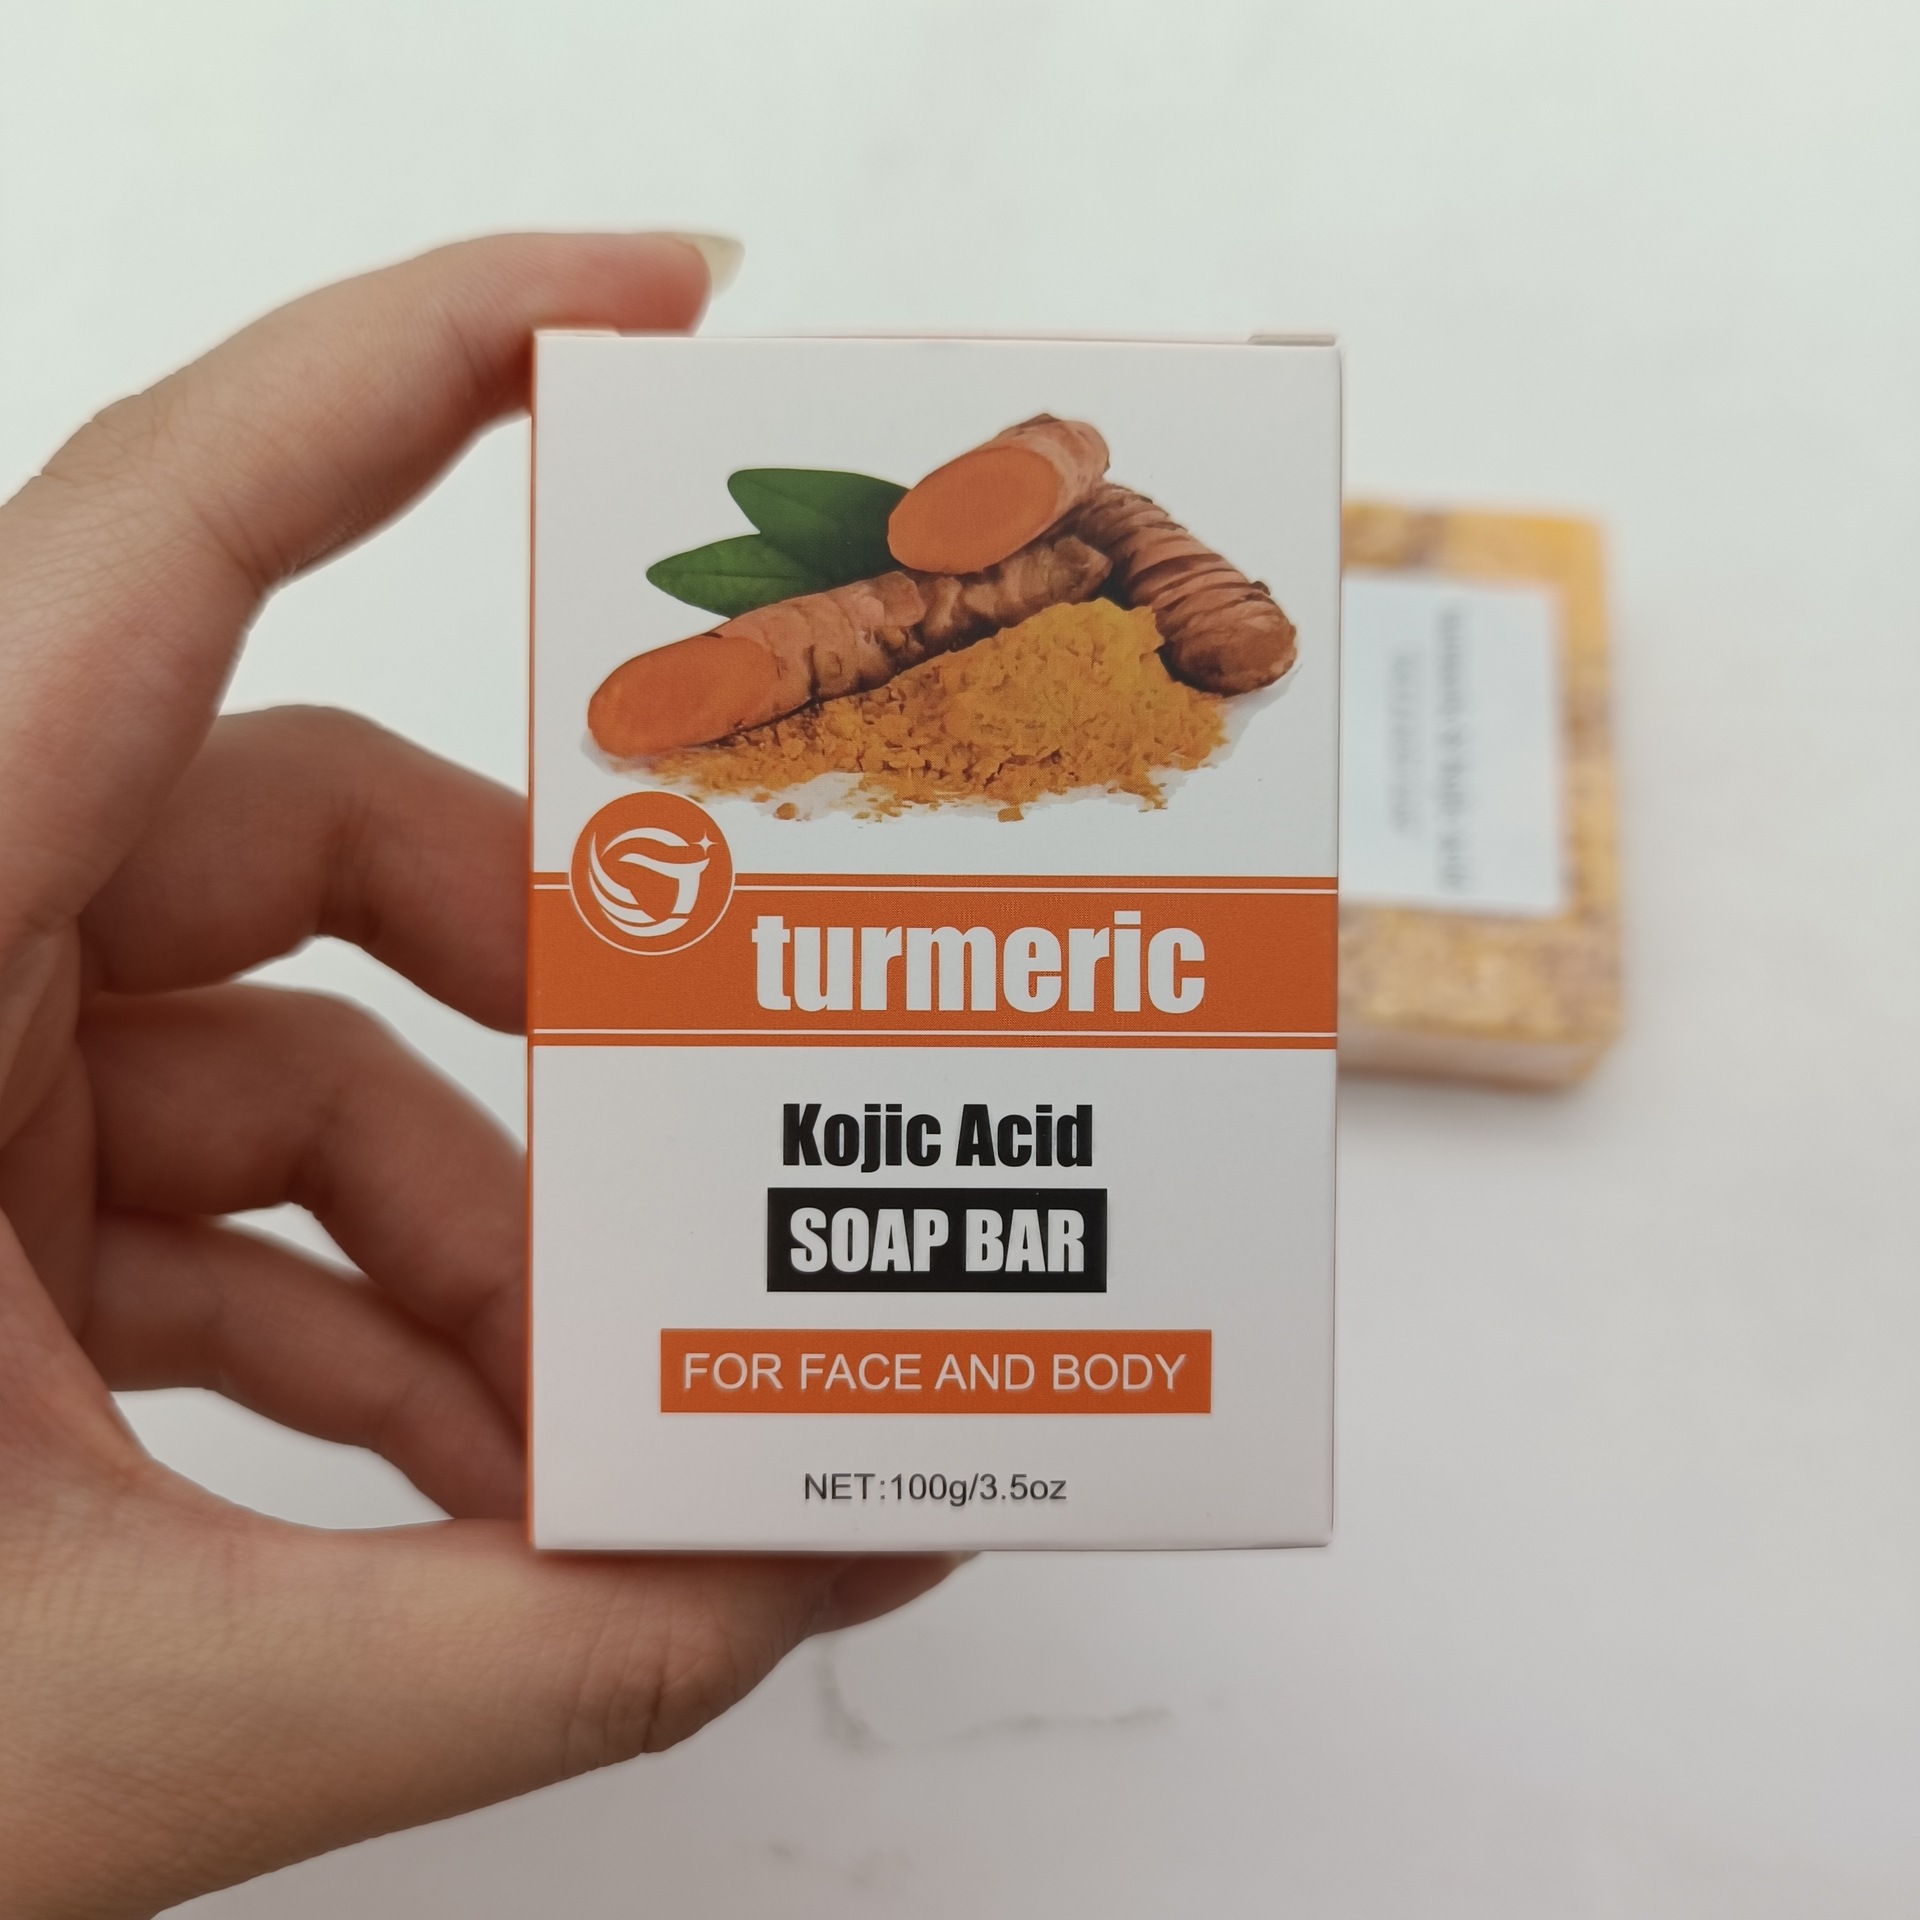 turmeric
Kojic Acid
SOAP BAR
FOR FACE AND BODY
NET:100g/3.5oz